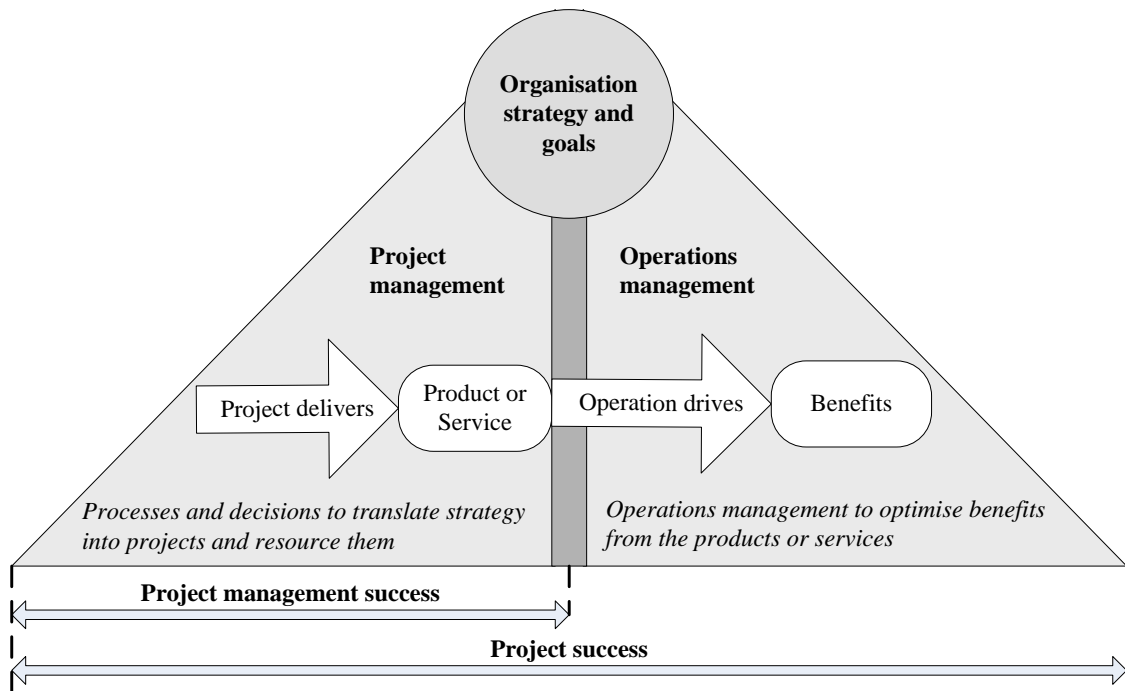 Organisation
strategy and
goals
Project
management
Operations
management
Project delivers
Product or
Service
Operation drives
Benefits
Processes and decisions to translate strategy
into projects and resource them
Operations management to optimise benefits
from the products or services
Project management success
Project success